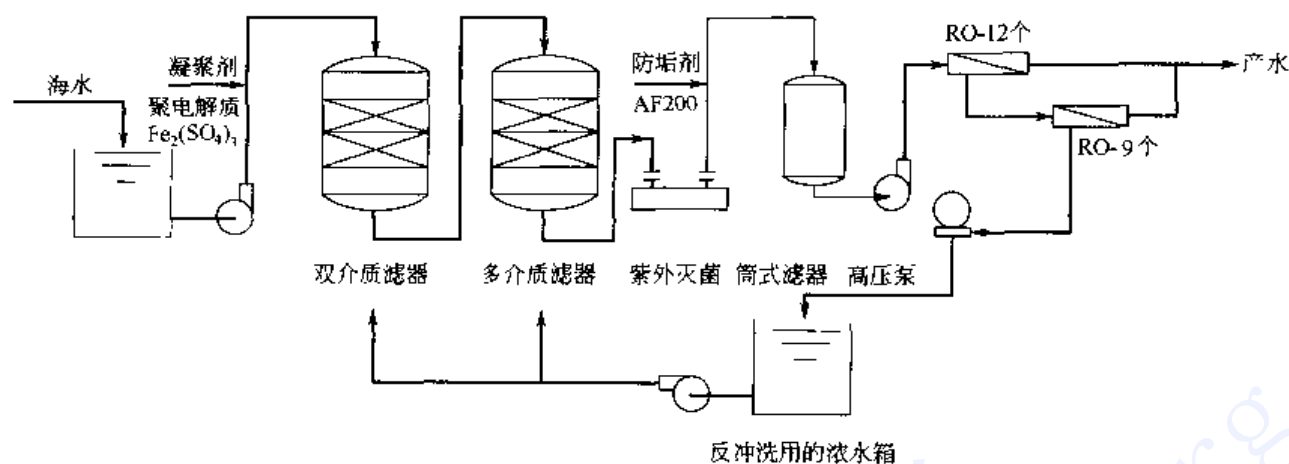 海水
凝聚剂
聚电解质
Fe₂(SO₄)₃
防垢剂
AF200
RO-12个
产水
RO-9个
双介质滤器
多介质滤器
紫外灭菌
筒式滤器
高压泵
反冲洗用的浓水箱